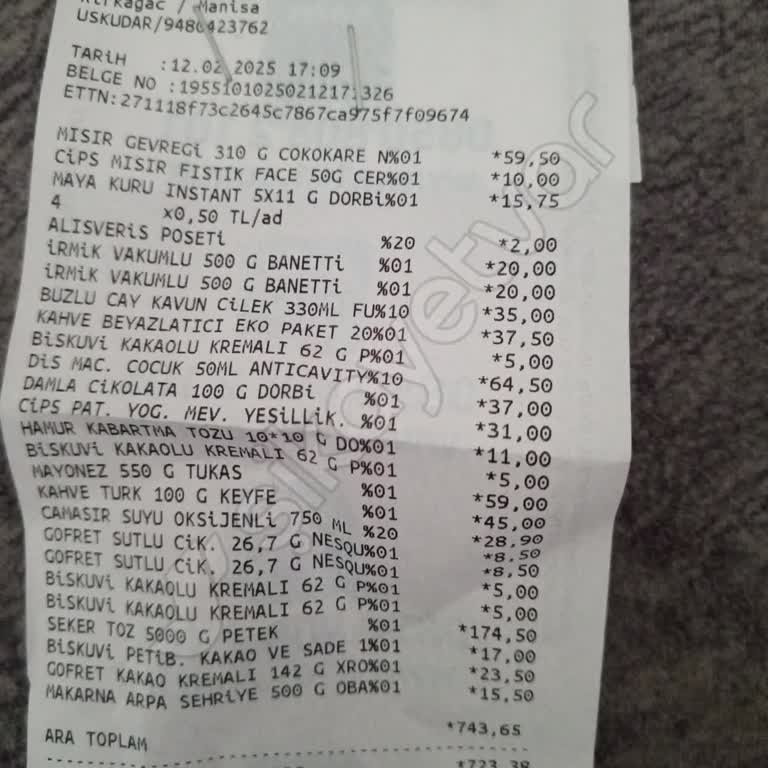 Kırkağaç / Manisa
USKUDAR/9480423762
TARiH :12.02.2025 17:09
BELGE NO :1955101025021217 326
ETTN:271118f73c2645c7867ca975f7f09674
MISIR GEVREGi 310 G COKOKARE N%01 *59,50
CiPS MISIR FISTIK FACE 50G CER%01 *10,00
MAYA KURU INSTANT 5X11 G DORBi%01 *15,75
4 x0,50 TL/ad
ALISVERiS POSETi %20 *2,00
iRMiK VAKUMLU 500 G BANETTi %01 *20,00
iRMiK VAKUMLU 500 G BANETTi %01 *20,00
BUZLU CAY KAVUN CiLEK 330ML FU%10 *35,00
KAHVE BEYAZLATICI EKO PAKET 20%01 *37,50
BiSKUVi KAKAOLU KREMALI 62 G P%01 *5,00
DiS MAC. COCUK 50ML ANTICAVITY%10 *64,50
DAMLA CiKOLATA 100 G DORBi %01 *37,00
CiPS PAT. YOG. MEV. YESiLLiK. %01 *31,00
HAMUR KABARTMA TOZU 10*10 G DO%01 *11,00
BiSKUVi KAKAOLU KREMALI 62 G P%01 *5,00
MAYONEZ 550 G TUKAS %01 *59,00
KAHVE TURK 100 G KEYFE %01 *45,00
CAMASIR SUYU OKSiJENLi 750 ML %20 *28,90
GOFRET SUTLU CiK. 26,7 G NESQU%01 *8,50
GOFRET SUTLU CiK. 26,7 G NESQU%01 *8,50
BiSKUVi KAKAOLU KREMALI 62 G P%01 *5,00
BiSKUVi KAKAOLU KREMALI 62 G P%01 *5,00
SEKER TOZ 5000 G PETEK %01 *174,50
BiSKUVi PETiB. KAKAO VE SADE 1%01 *17,00
GOFRET KAKAO KREMALI 142 G XRO%01 *23,50
MAKARNA ARPA SEHRiYE 500 G OBA%01 *15,50
ARA TOPLAM *743,65
*723,38
şikayetvar